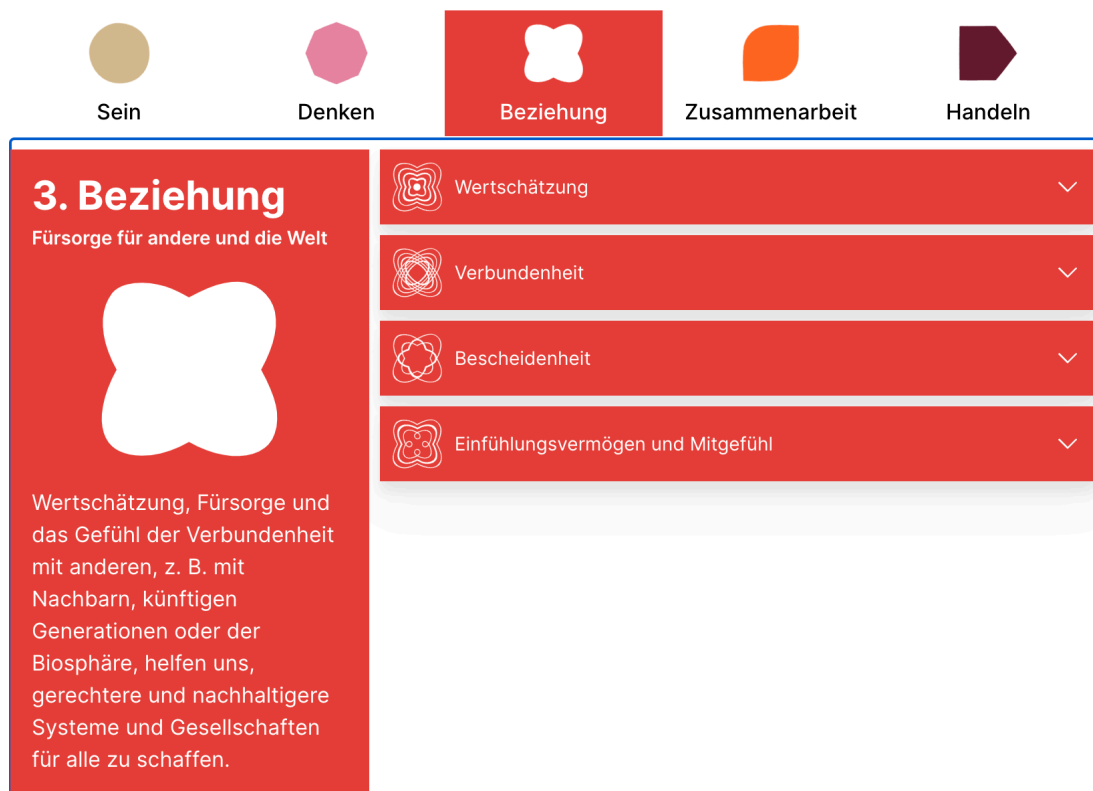 Sein
Denken
Beziehung
Zusammenarbeit
Handeln
3. Beziehung
Fürsorge für andere und die Welt
Wertschätzung, Fürsorge und
das Gefühl der Verbundenheit
mit anderen, z. B. mit
Nachbarn, künftigen
Generationen oder der
Biosphäre, helfen uns,
gerechtere und nachhaltigere
Systeme und Gesellschaften
für alle zu schaffen.
Wertschätzung
Verbundenheit
Bescheidenheit
Einfühlungsvermögen und Mitgefühl